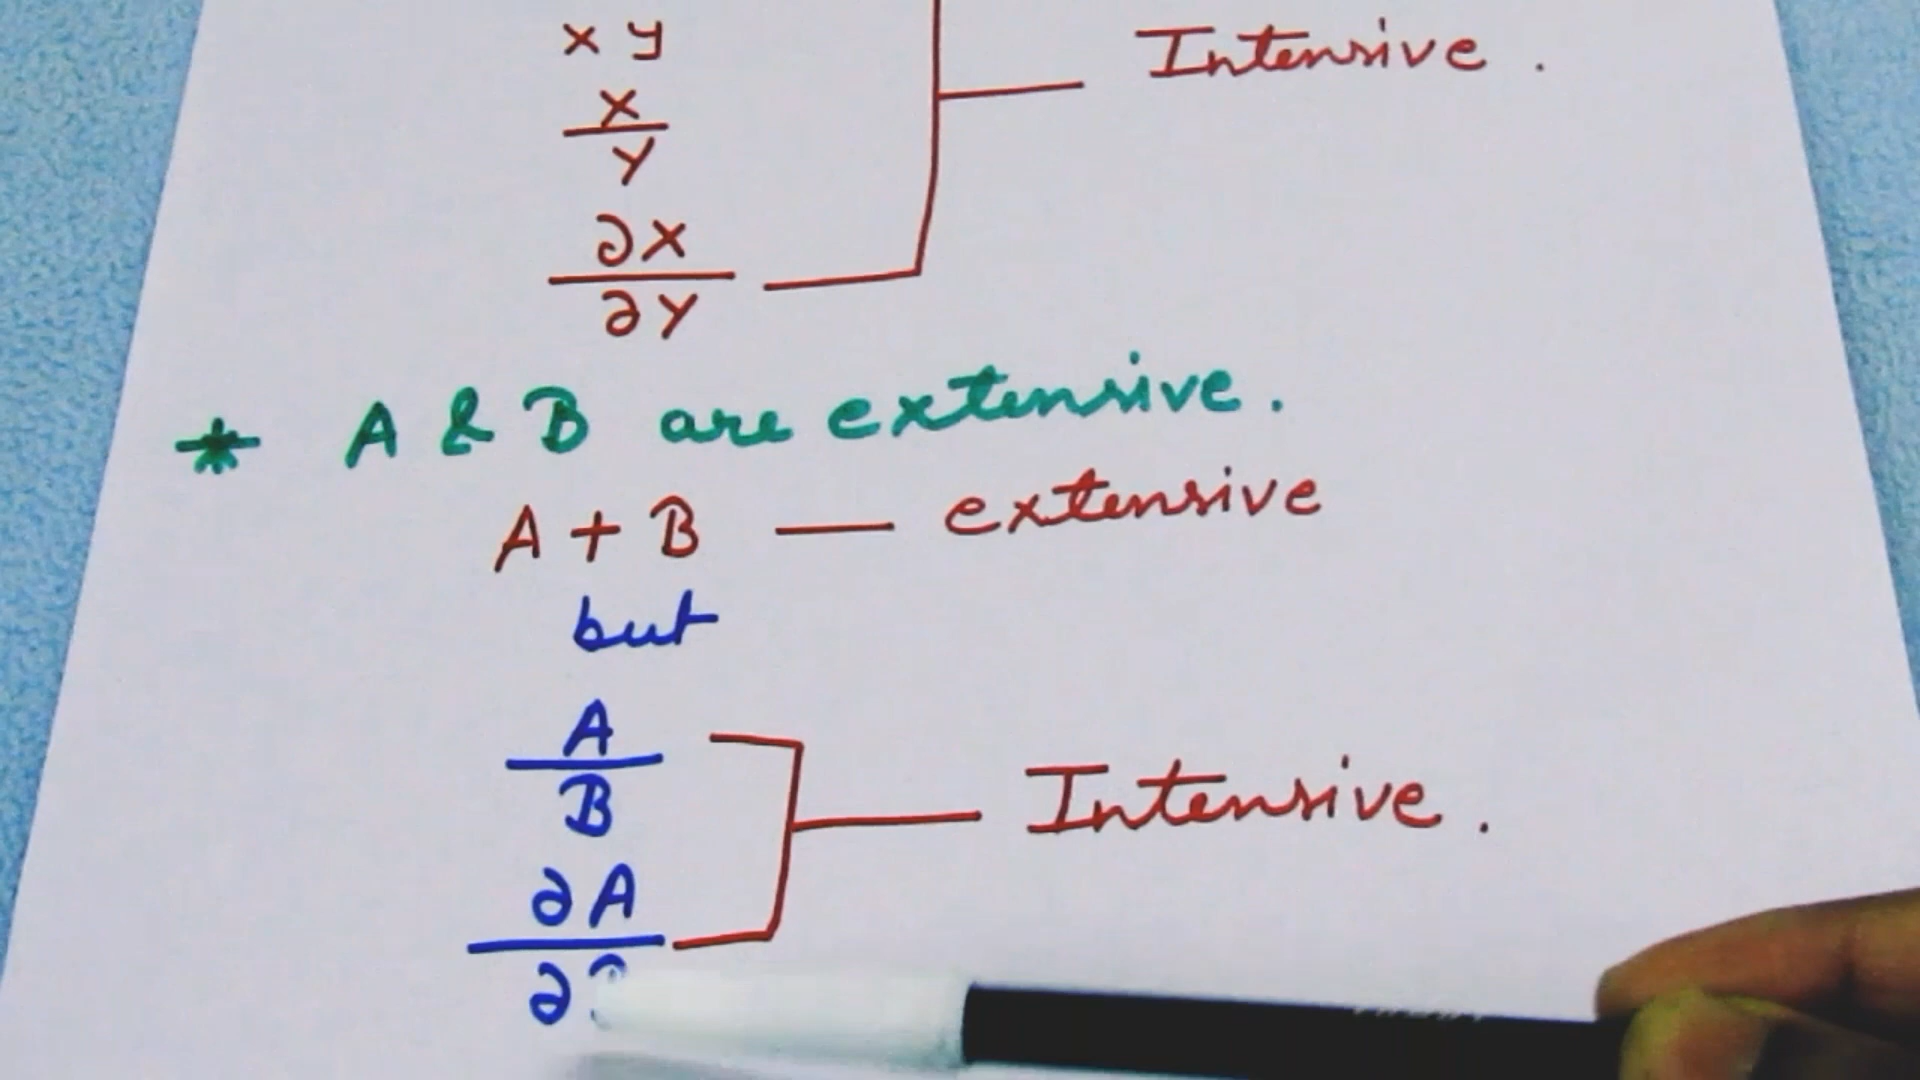 x y
Intensive .
X
Y
∂X
∂Y
* A & B are extensive.
A + B — extensive
but
A
B
Intensive.
∂A
∂